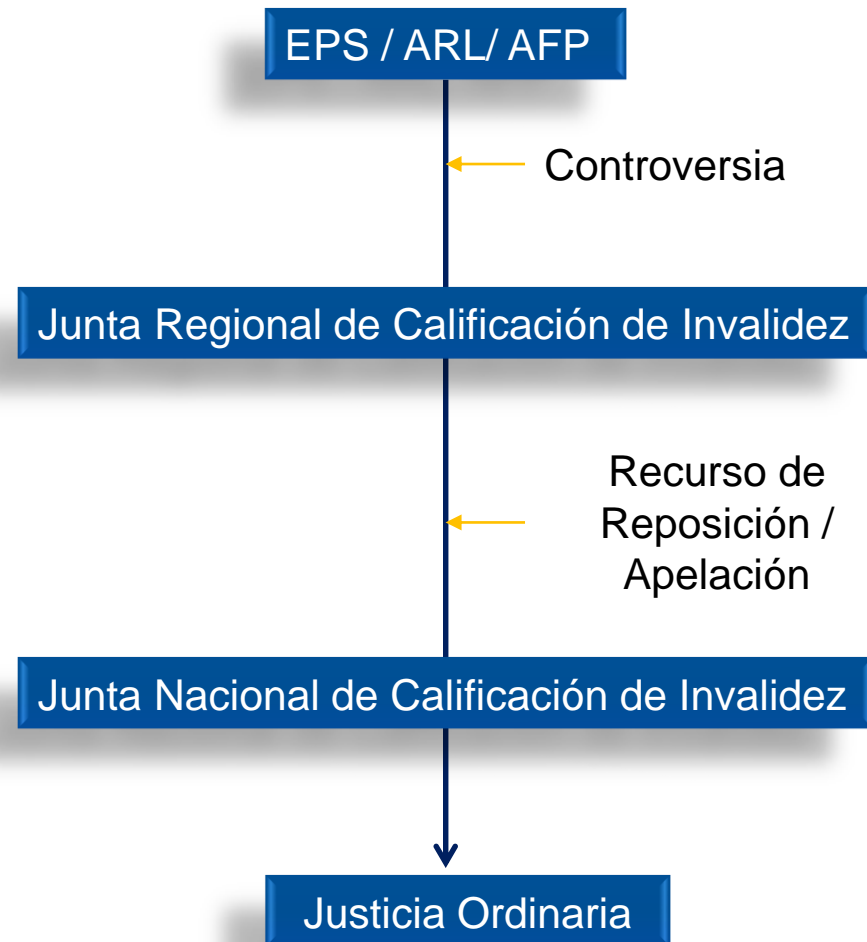 EPS / ARL/ AFP
Controversia
Junta Regional de Calificación de Invalidez
Recurso de
Reposición /
Apelación
Junta Nacional de Calificación de Invalidez
Justicia Ordinaria